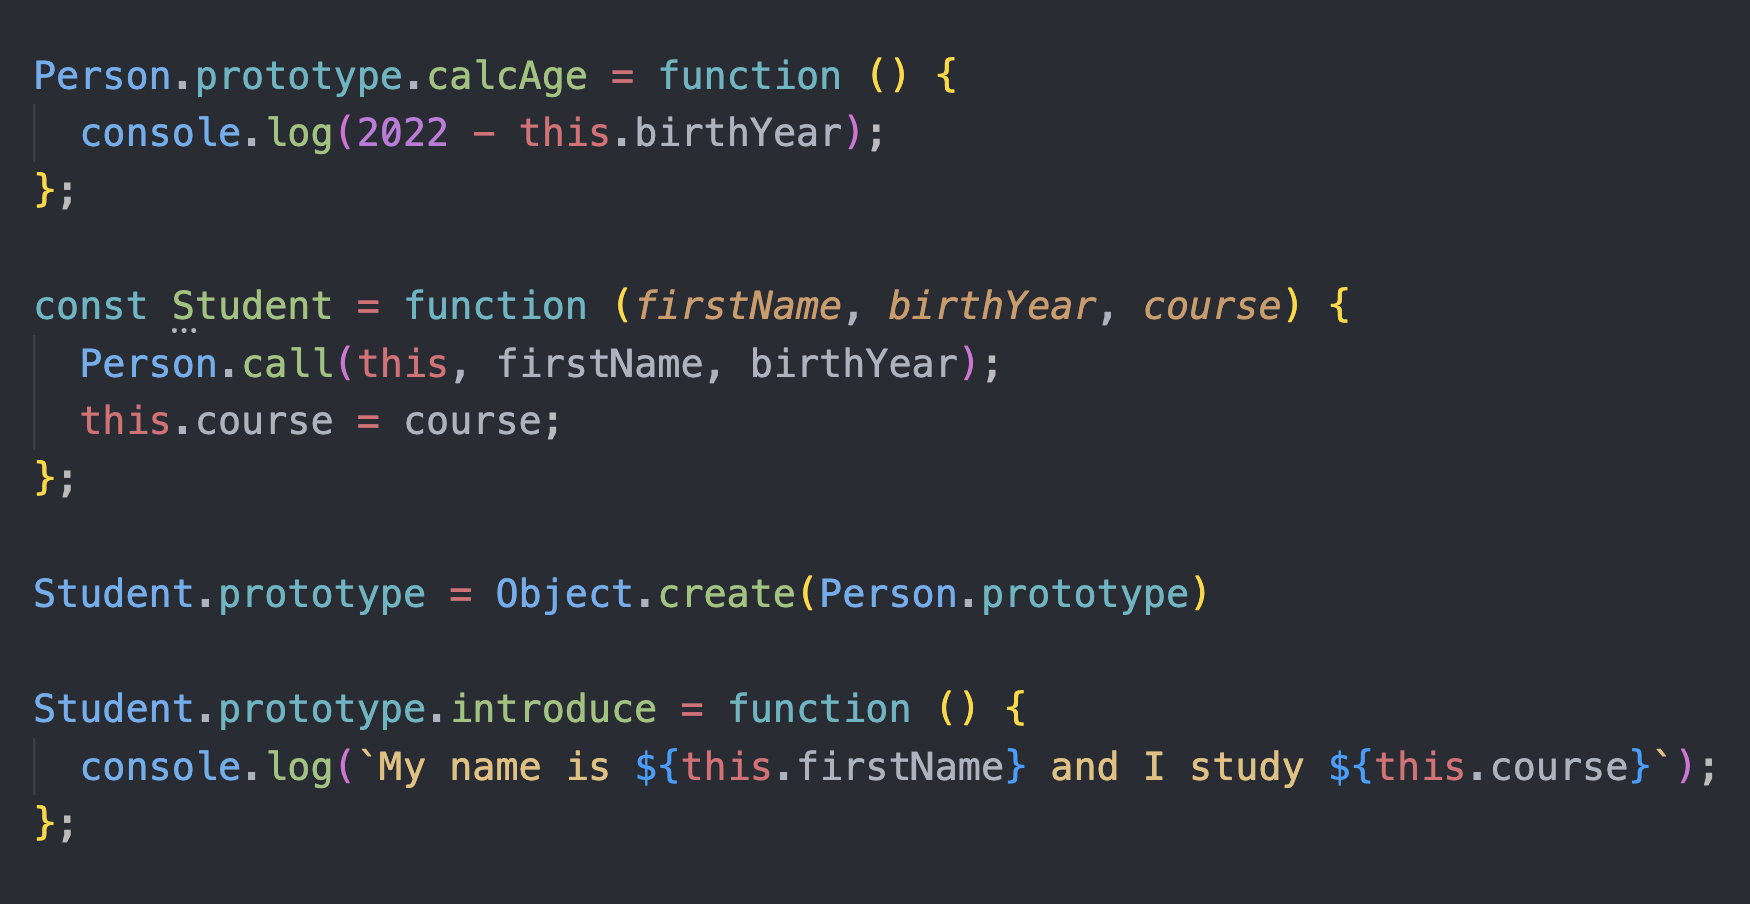 Person.prototype.calcAge = function () {
  console.log(2022 - this.birthYear);
};

const Student = function (firstName, birthYear, course) {
  Person.call(this, firstName, birthYear);
  this.course = course;
};

Student.prototype = Object.create(Person.prototype)

Student.prototype.introduce = function () {
  console.log(`My name is ${this.firstName} and I study ${this.course}`);
};